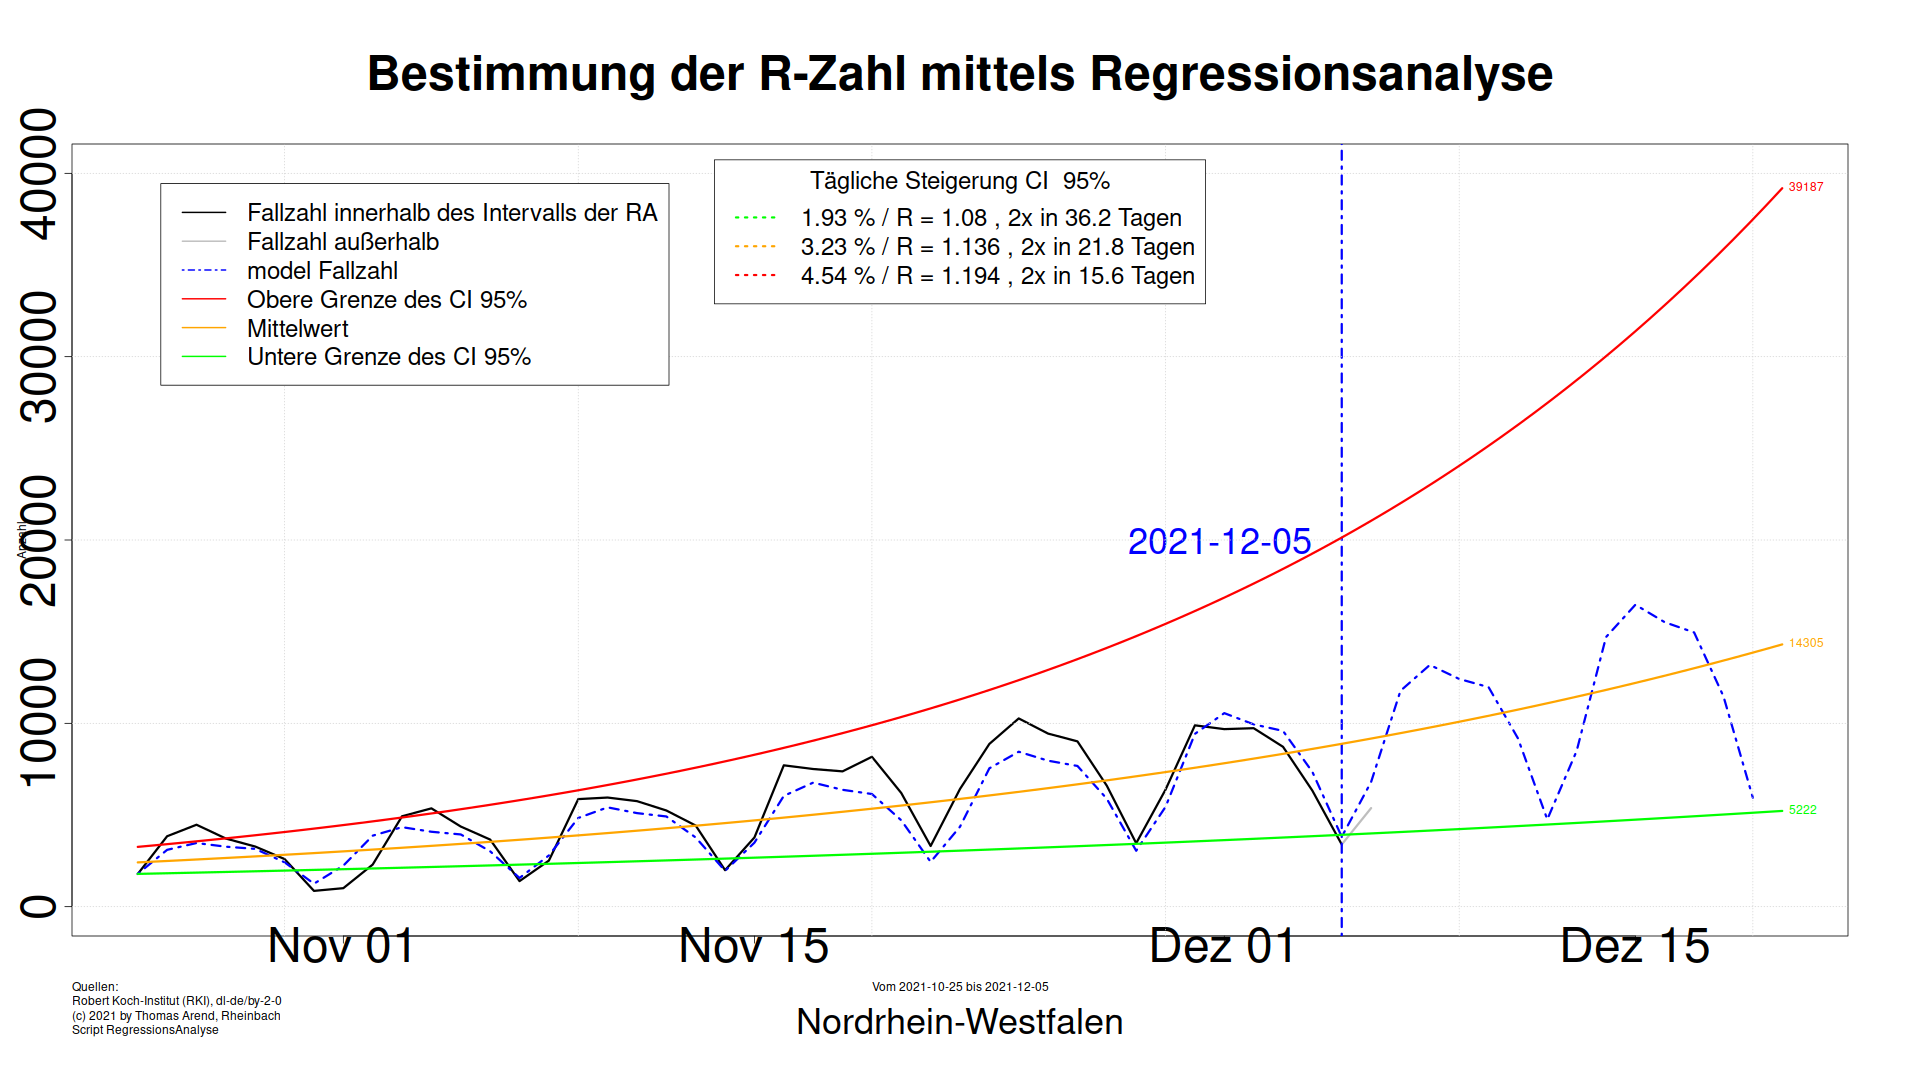 Bestimmung der R-Zahl mittels Regressionsanalyse
Anzahl
40000
30000
20000
10000
0
Fallzahl innerhalb des Intervalls der RA
Fallzahl außerhalb
model Fallzahl
Obere Grenze des CI 95%
Mittelwert
Untere Grenze des CI 95%
Tägliche Steigerung CI 95%
1.93 % / R = 1.08 , 2x in 36.2 Tagen
3.23 % / R = 1.136 , 2x in 21.8 Tagen
4.54 % / R = 1.194 , 2x in 15.6 Tagen
39187
2021-12-05
14305
5222
Nov 01
Nov 15
Dez 01
Dez 15
Quellen:
Robert Koch-Institut (RKI), dl-de/by-2-0
(c) 2021 by Thomas Arend, Rheinbach
Script RegressionsAnalyse
Vom 2021-10-25 bis 2021-12-05
Nordrhein-Westfalen